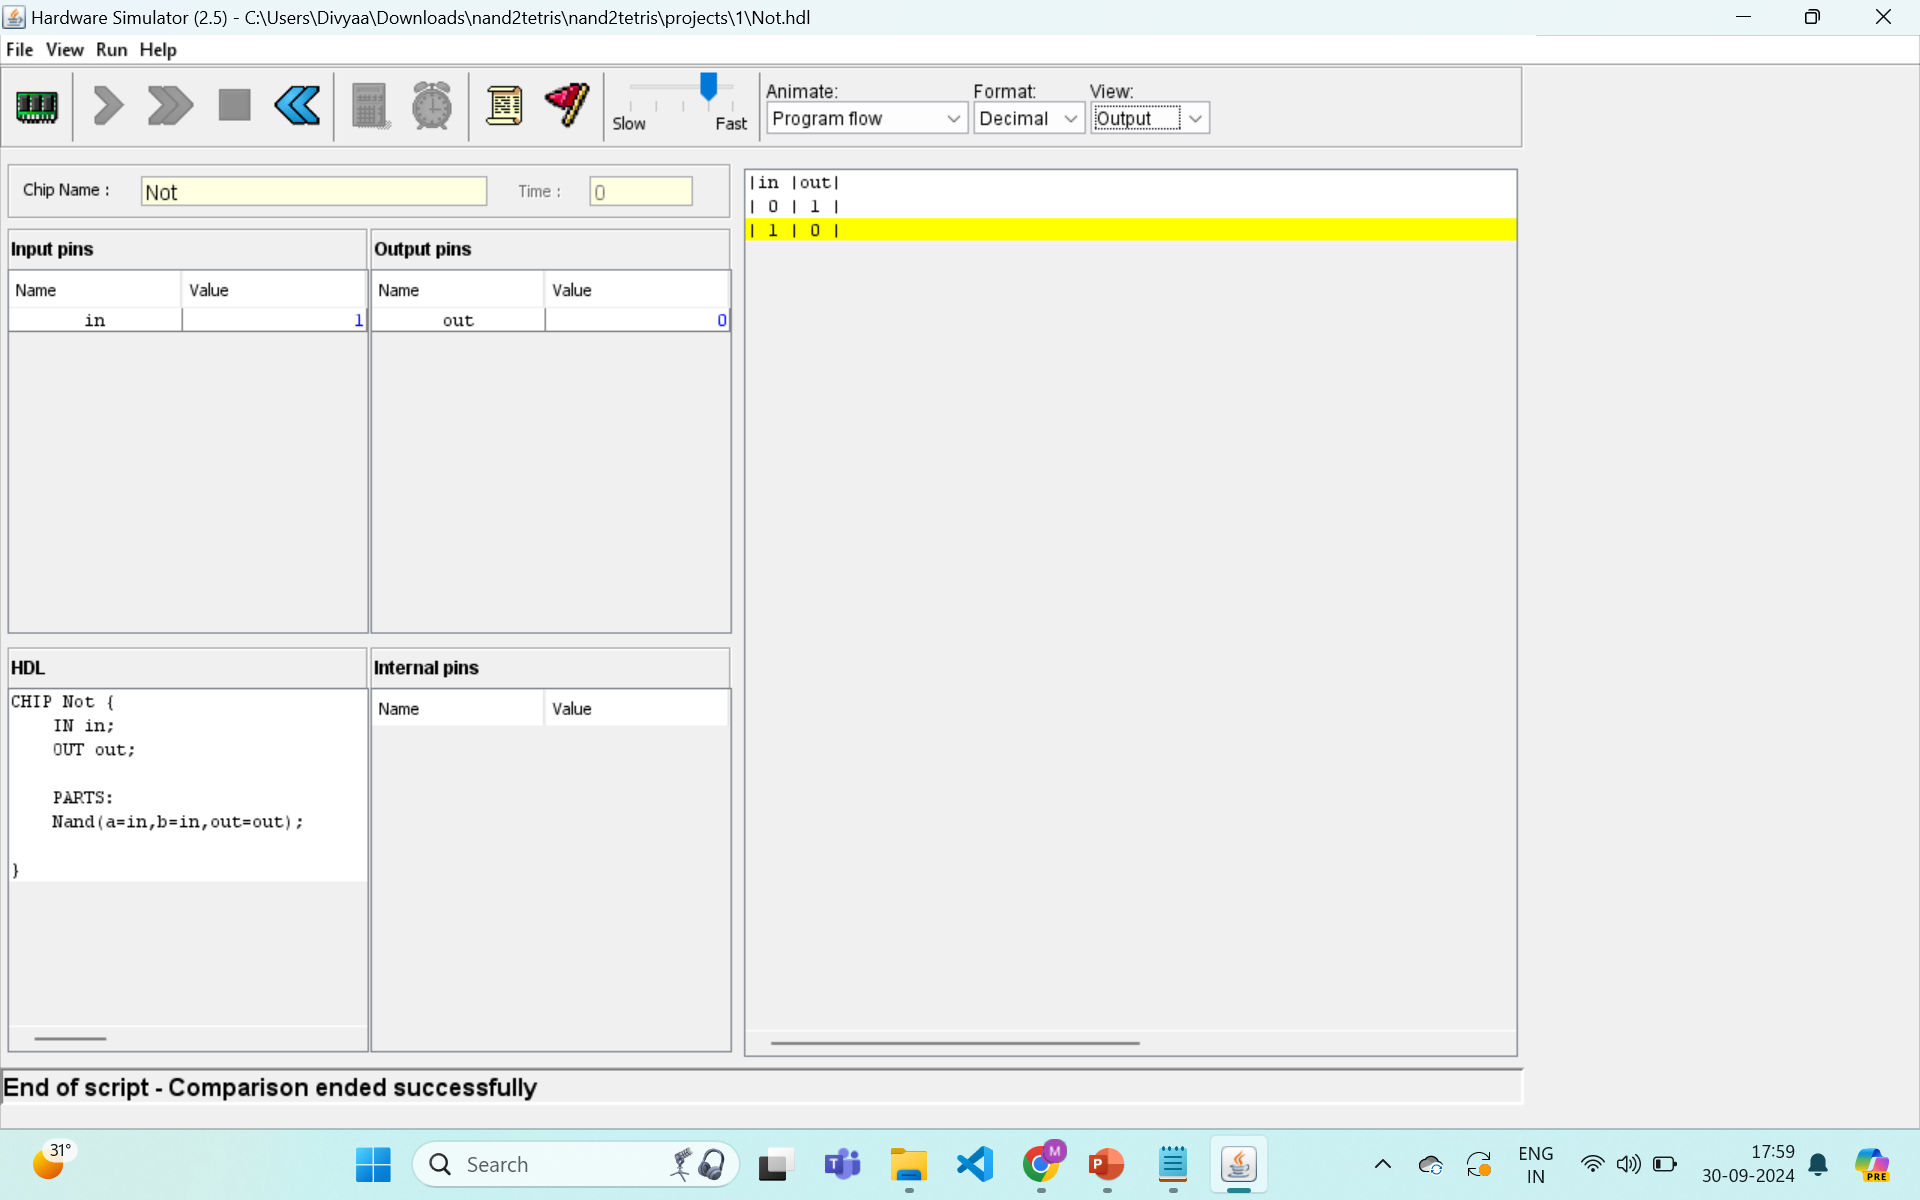 Hardware Simulator (2.5) - C:\Users\Divyaa\Downloads\nand2tetris\nand2tetris\projects\1\Not.hdl
File View Run Help
Slow Fast
Animate: Format: View:
Program flow Decimal Output
Chip Name : Not Time : 0
Input pins
Name Value
in 1
Output pins
Name Value
out 0
HDL
CHIP Not {
    IN in;
    OUT out;
    PARTS:
    Nand(a=in,b=in,out=out);
}
Internal pins
Name Value
|in |out|
| 0 | 1 |
| 1 | 0 |
End of script - Comparison ended successfully
31°
Search
M
T
P
PRE
ENG
IN
17:59
30-09-2024